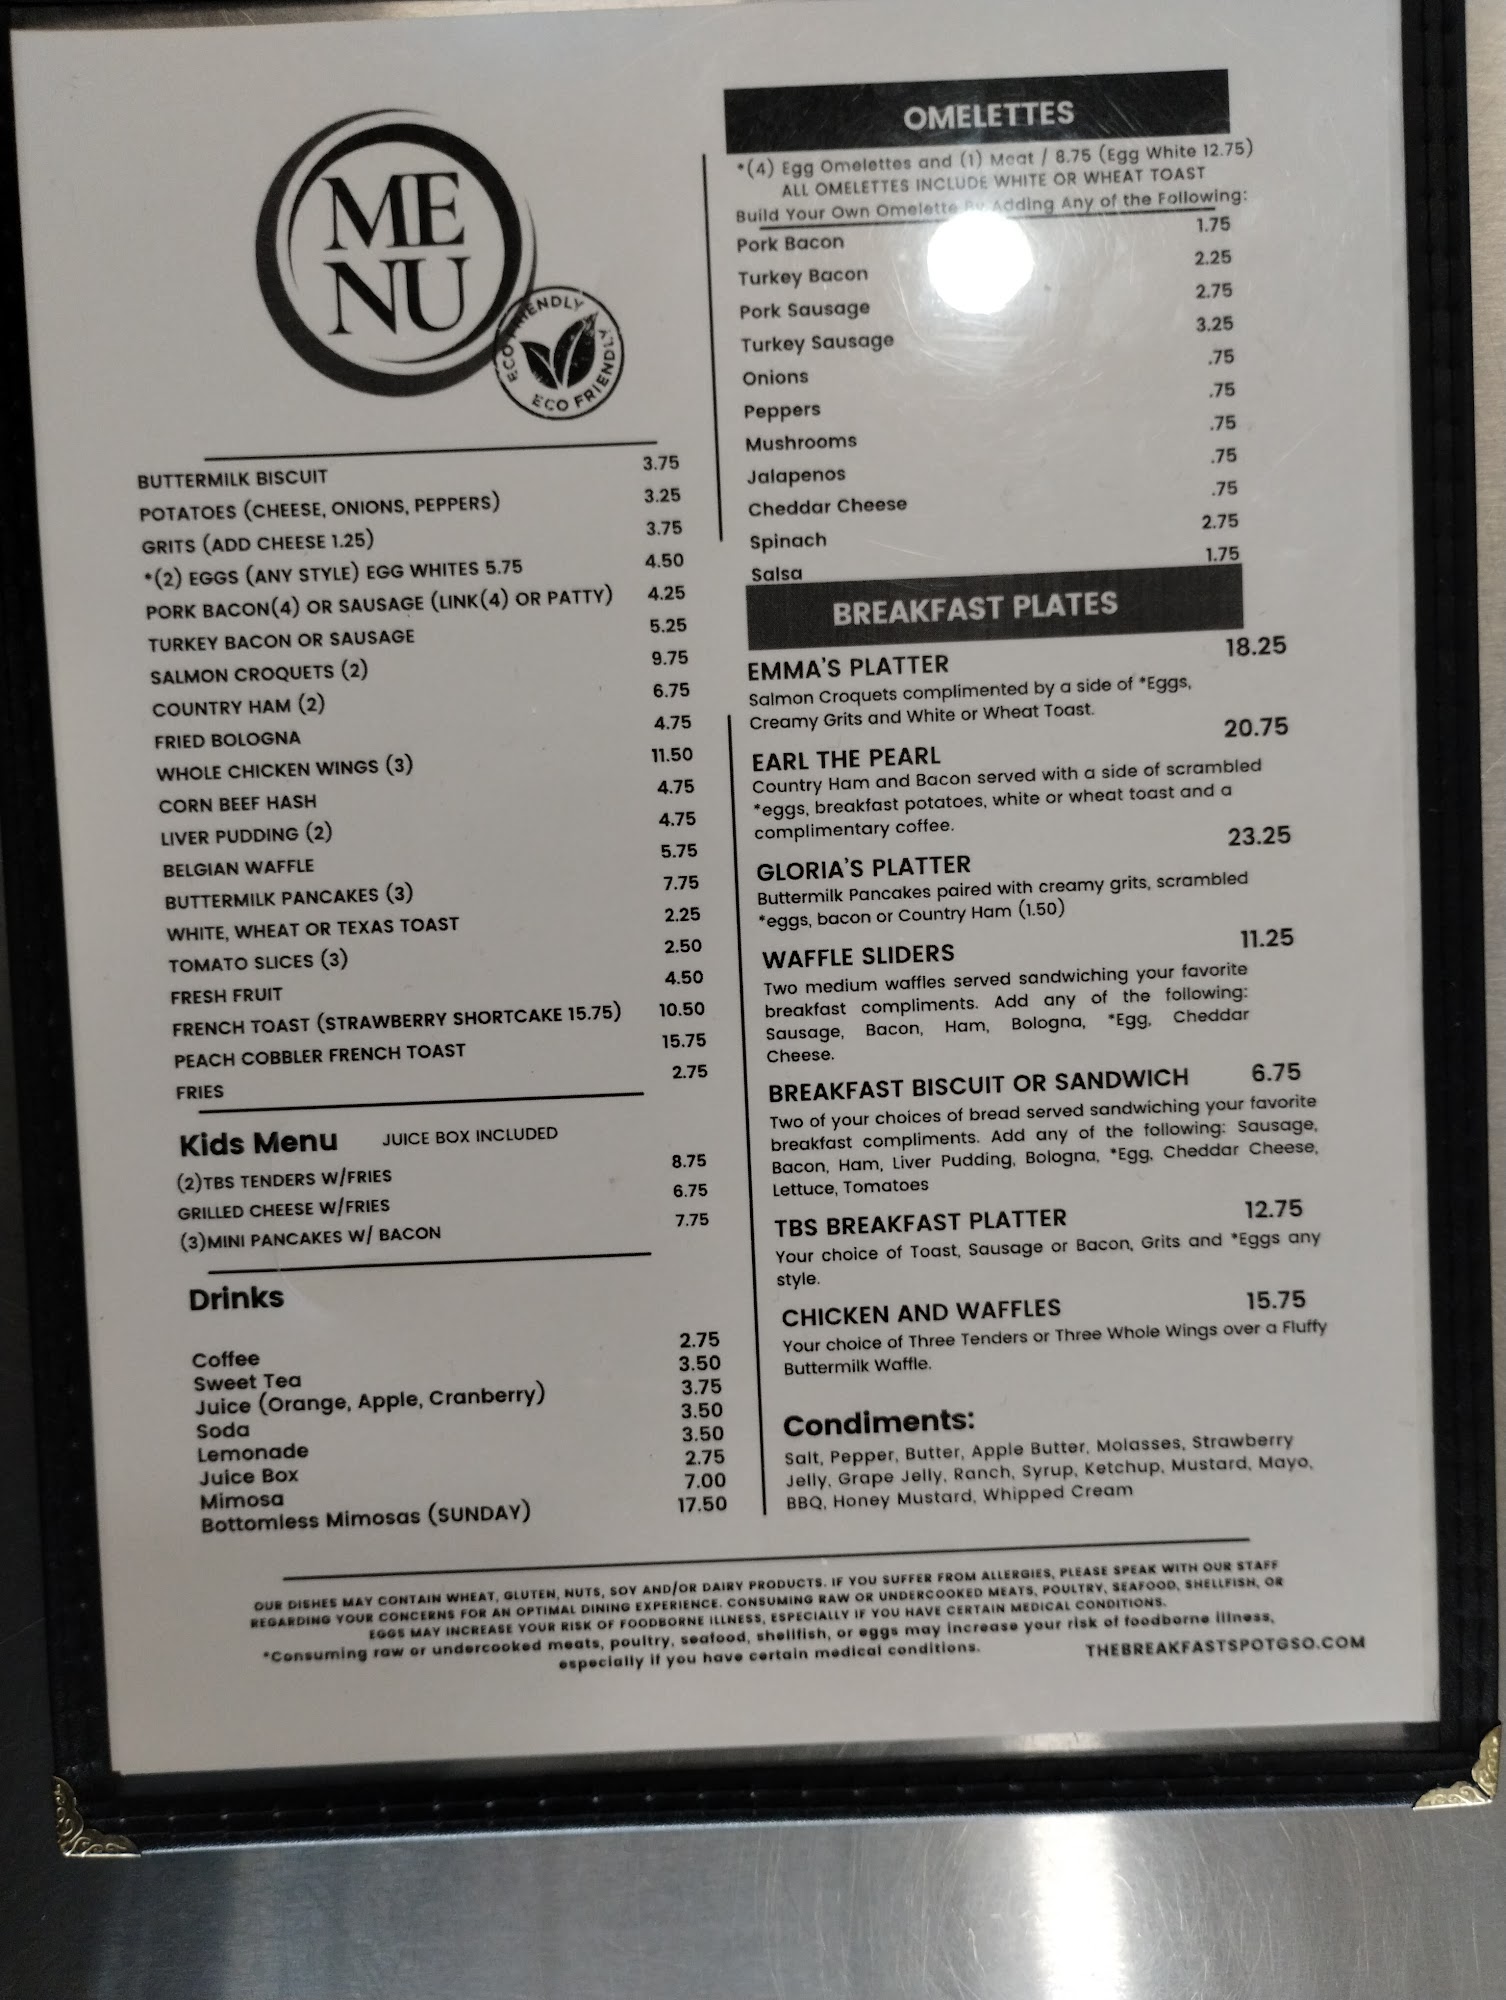 ME
NU
ECO FRIENDLY
ECO FRIENDLY
BUTTERMILK BISCUIT 3.75
POTATOES (CHEESE, ONIONS, PEPPERS) 3.25
GRITS (ADD CHEESE 1.25) 3.75
*(2) EGGS (ANY STYLE) EGG WHITES 5.75 4.50
PORK BACON(4) OR SAUSAGE (LINK(4) OR PATTY) 4.25
TURKEY BACON OR SAUSAGE 5.25
SALMON CROQUETS (2) 9.75
COUNTRY HAM (2) 6.75
FRIED BOLOGNA 4.75
WHOLE CHICKEN WINGS (3) 11.50
CORN BEEF HASH 4.75
LIVER PUDDING (2) 4.75
BELGIAN WAFFLE 5.75
BUTTERMILK PANCAKES (3) 7.75
WHITE, WHEAT OR TEXAS TOAST 2.25
TOMATO SLICES (3) 2.50
FRESH FRUIT 4.50
FRENCH TOAST (STRAWBERRY SHORTCAKE 15.75) 10.50
PEACH COBBLER FRENCH TOAST 15.75
FRIES 2.75
Kids Menu JUICE BOX INCLUDED
(2)TBS TENDERS W/FRIES 8.75
GRILLED CHEESE W/FRIES 6.75
(3)MINI PANCAKES W/ BACON 7.75
Drinks
Coffee 2.75
Sweet Tea 3.50
Juice (Orange, Apple, Cranberry) 3.75
Soda 3.50
Lemonade 3.50
Juice Box 2.75
Mimosa 7.00
Bottomless Mimosas (SUNDAY) 17.50
OMELETTES
*(4) Egg Omelettes and (1) Meat / 8.75 (Egg White 12.75)
ALL OMELETTES INCLUDE WHITE OR WHEAT TOAST
Build Your Own Omelette By Adding Any of the Following:
Pork Bacon 1.75
Turkey Bacon 2.25
Pork Sausage 2.75
Turkey Sausage 3.25
Onions .75
Peppers .75
Mushrooms .75
Jalapenos .75
Cheddar Cheese .75
Spinach 2.75
Salsa 1.75
BREAKFAST PLATES
EMMA'S PLATTER 18.25
Salmon Croquets complimented by a side of *Eggs,
Creamy Grits and White or Wheat Toast.
EARL THE PEARL 20.75
Country Ham and Bacon served with a side of scrambled
*eggs, breakfast potatoes, white or wheat toast and a
complimentary coffee.
GLORIA'S PLATTER 23.25
Buttermilk Pancakes paired with creamy grits, scrambled
*eggs, bacon or Country Ham (1.50)
WAFFLE SLIDERS 11.25
Two medium waffles served sandwiching your favorite
breakfast compliments. Add any of the following:
Sausage, Bacon, Ham, Bologna, *Egg, Cheddar
Cheese.
BREAKFAST BISCUIT OR SANDWICH 6.75
Two of your choices of bread served sandwiching your favorite
breakfast compliments. Add any of the following: Sausage,
Bacon, Ham, Liver Pudding, Bologna, *Egg, Cheddar Cheese,
Lettuce, Tomatoes
TBS BREAKFAST PLATTER 12.75
Your choice of Toast, Sausage or Bacon, Grits and *Eggs any
style.
CHICKEN AND WAFFLES 15.75
Your choice of Three Tenders or Three Whole Wings over a Fluffy
Buttermilk Waffle.
Condiments:
Salt, Pepper, Butter, Apple Butter, Molasses, Strawberry
Jelly, Grape Jelly, Ranch, Syrup, Ketchup, Mustard, Mayo,
BBQ, Honey Mustard, Whipped Cream
OUR DISHES MAY CONTAIN WHEAT, GLUTEN, NUTS, SOY AND/OR DAIRY PRODUCTS. IF YOU SUFFER FROM ALLERGIES, PLEASE SPEAK WITH OUR STAFF
REGARDING YOUR CONCERNS FOR AN OPTIMAL DINING EXPERIENCE. CONSUMING RAW OR UNDERCOOKED MEATS, POULTRY, SEAFOOD, SHELLFISH, OR
EGGS MAY INCREASE YOUR RISK OF FOODBORNE ILLNESS, ESPECIALLY IF YOU HAVE CERTAIN MEDICAL CONDITIONS.
*Consuming raw or undercooked meats, poultry, seafood, shellfish, or eggs may increase your risk of foodborne illness,
especially if you have certain medical conditions.
THEBREAKFASTSPOTGSO.COM